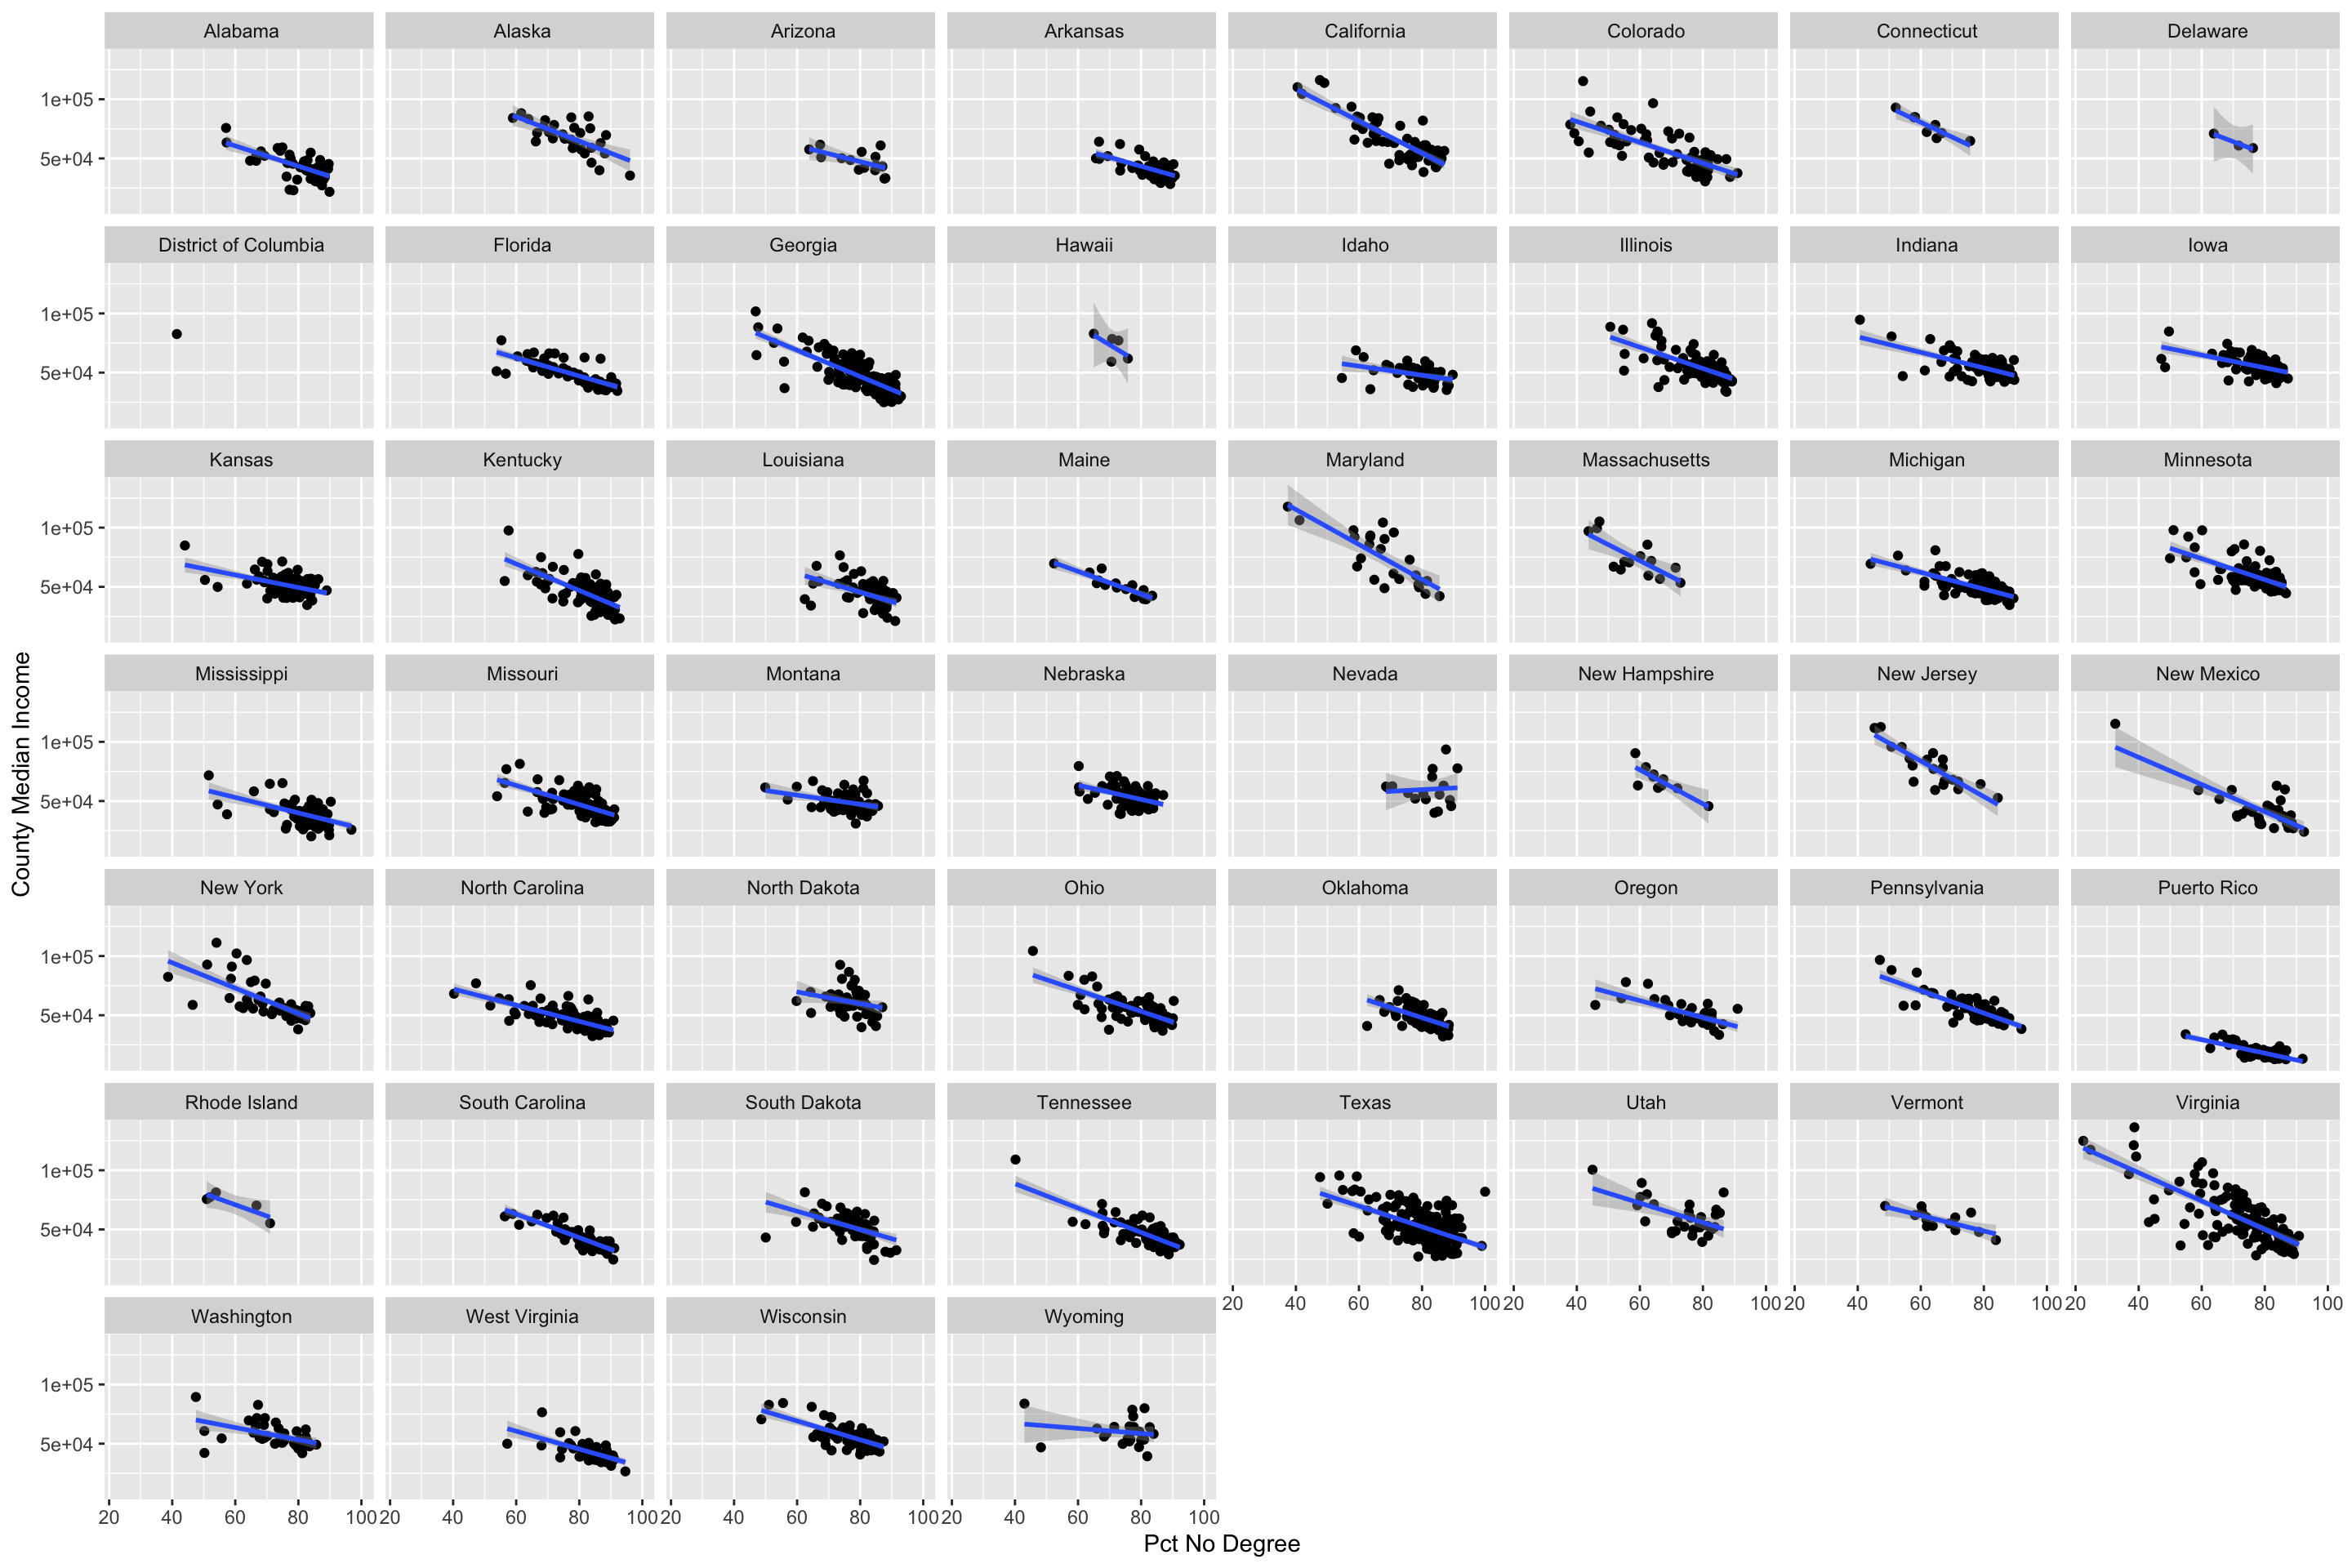 Alabama Alaska Arizona Arkansas California Colorado Connecticut Delaware
1e+05
5e+04
District of Columbia Florida Georgia Hawaii Idaho Illinois Indiana Iowa
1e+05
5e+04
Kansas Kentucky Louisiana Maine Maryland Massachusetts Michigan Minnesota
1e+05
5e+04
County Median Income
Mississippi Missouri Montana Nebraska Nevada New Hampshire New Jersey New Mexico
1e+05
5e+04
New York North Carolina North Dakota Ohio Oklahoma Oregon Pennsylvania Puerto Rico
1e+05
5e+04
Rhode Island South Carolina South Dakota Tennessee Texas Utah Vermont Virginia
1e+05
5e+04
20 40 60 80 100 20 40 60 80 100 20 40 60 80 100 20 40 60 80 100
Washington West Virginia Wisconsin Wyoming
1e+05
5e+04
20 40 60 80 100 20 40 60 80 100 20 40 60 80 100 20 40 60 80 100
Pct No Degree